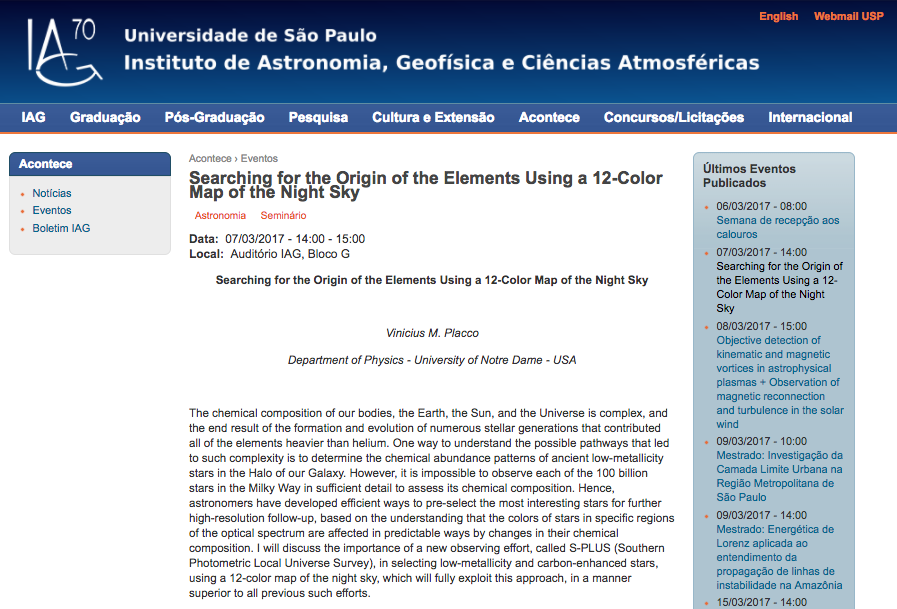 English Webmail USP
IAG 70
Universidade de São Paulo
Instituto de Astronomia, Geofísica e Ciências Atmosféricas
IAG Graduação Pós-Graduação Pesquisa Cultura e Extensão Acontece Concursos/Licitações Internacional
Acontece
Notícias
Eventos
Boletim IAG
Acontece › Eventos
Searching for the Origin of the Elements Using a 12-Color
Map of the Night Sky
Astronomia Seminário
Data: 07/03/2017 - 14:00 - 15:00
Local: Auditório IAG, Bloco G
Searching for the Origin of the Elements Using a 12-Color Map of the Night Sky
Vinicius M. Placco
Department of Physics - University of Notre Dame - USA
The chemical composition of our bodies, the Earth, the Sun, and the Universe is complex, and
the end result of the formation and evolution of numerous stellar generations that contributed
all of the elements heavier than helium. One way to understand the possible pathways that led
to such complexity is to determine the chemical abundance patterns of ancient low-metallicity
stars in the Halo of our Galaxy. However, it is impossible to observe each of the 100 billion
stars in the Milky Way in sufficient detail to assess its chemical composition. Hence,
astronomers have developed efficient ways to pre-select the most interesting stars for further
high-resolution follow-up, based on the understanding that the colors of stars in specific regions
of the optical spectrum are affected in predictable ways by changes in their chemical
composition. I will discuss the importance of a new observing effort, called S-PLUS (Southern
Photometric Local Universe Survey), in selecting low-metallicity and carbon-enhanced stars,
using a 12-color map of the night sky, which will fully exploit this approach, in a manner
superior to all previous such efforts.
Últimos Eventos
Publicados
06/03/2017 - 08:00
Semana de recepção aos
calouros
07/03/2017 - 14:00
Searching for the Origin of
the Elements Using a 12-
Color Map of the Night
Sky
08/03/2017 - 15:00
Objective detection of
kinematic and magnetic
vortices in astrophysical
plasmas + Observation of
magnetic reconnection
and turbulence in the solar
wind
09/03/2017 - 10:00
Mestrado: Investigação da
Camada Limite Urbana na
Região Metropolitana de
São Paulo
09/03/2017 - 14:00
Mestrado: Energética de
Lorenz aplicada ao
entendimento da
propagação de linhas de
instabilidade na Amazônia
15/03/2017 - 14:00